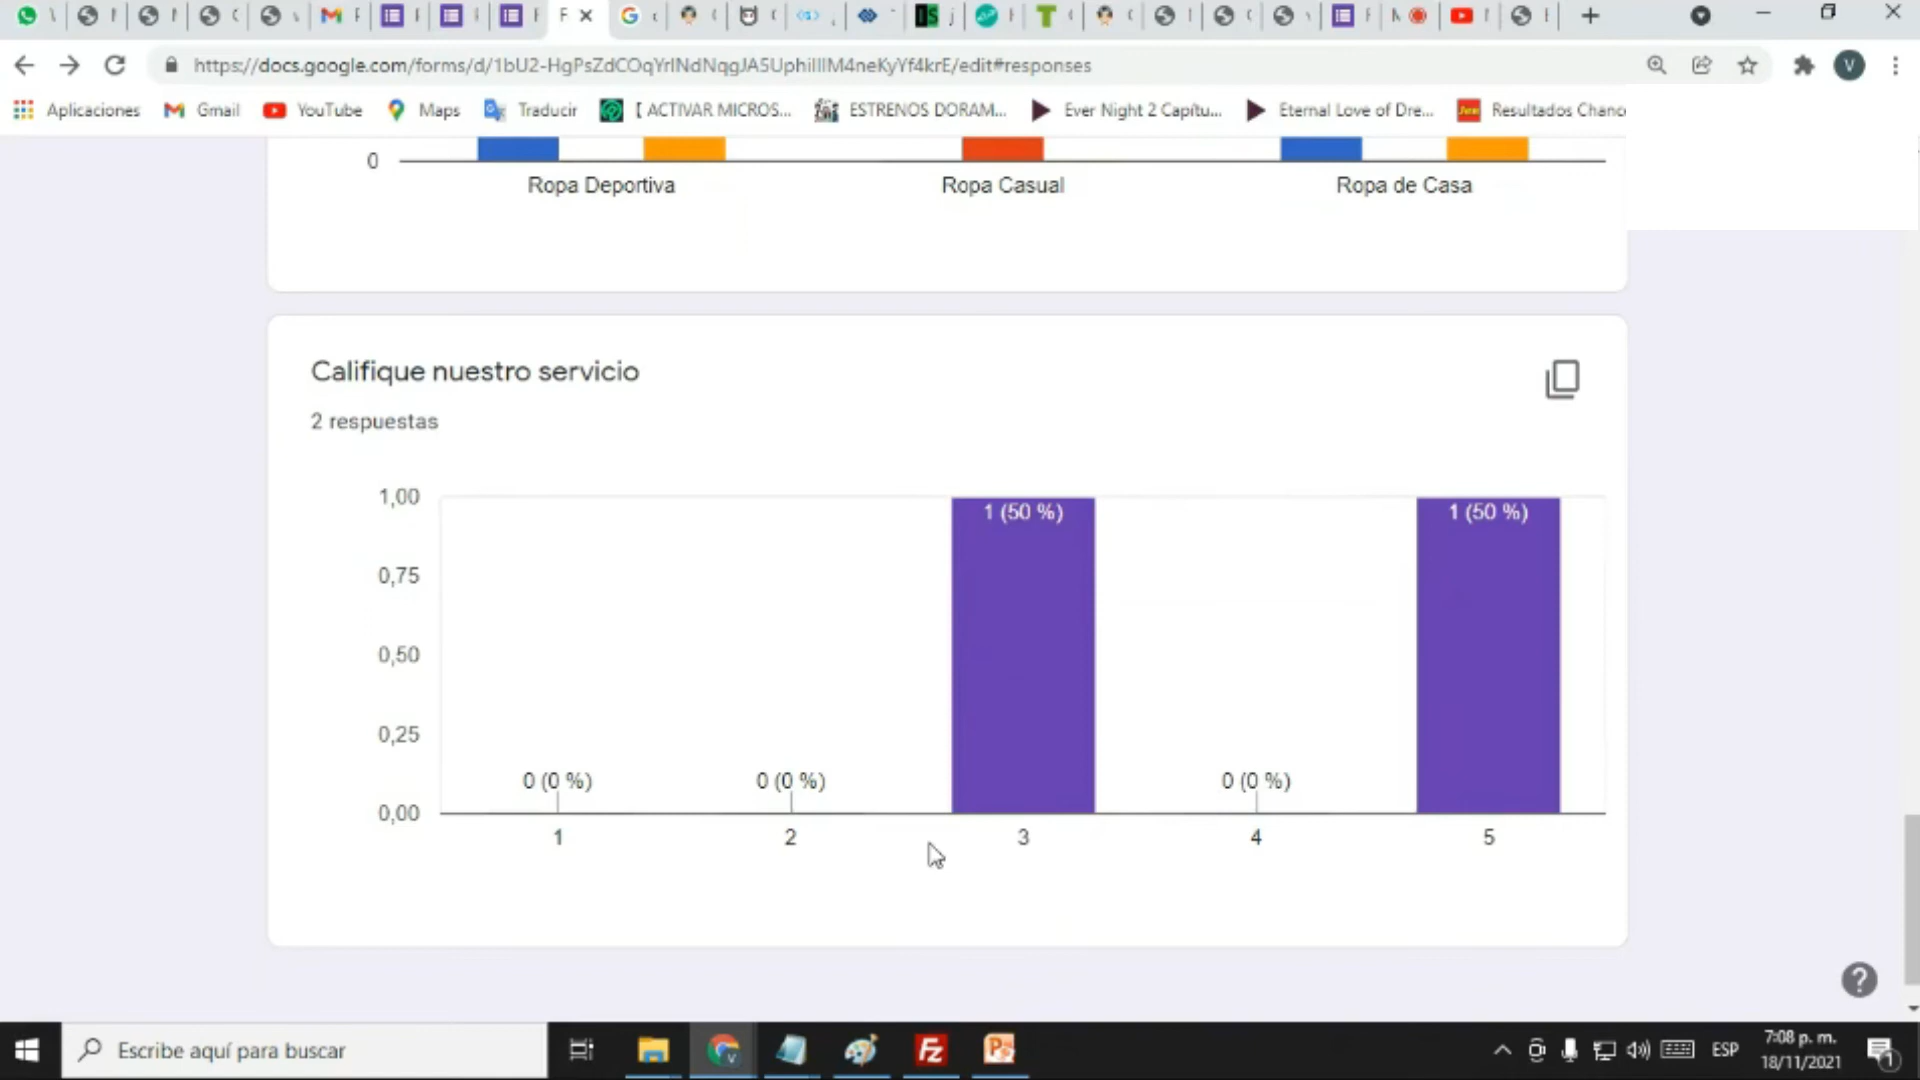 https://docs.google.com/forms/d/1bU2-HgPsZdCOqYrINdNqgJA5UphiIIIM4neKyYf4krE/edit#responses
V
Aplicaciones
Gmail
YouTube
Maps
Traducir
[ ACTIVAR MICROS...
ESTRENOS DORAM...
Ever Night 2 Capítu...
Eternal Love of Dre...
Resultados Chanc
0
Ropa Deportiva
Ropa Casual
Ropa de Casa
Califique nuestro servicio
2 respuestas
1,00
0,75
0,50
0,25
0,00
0 (0 %)
0 (0 %)
1 (50 %)
0 (0 %)
1 (50 %)
1
2
3
4
5
Escribe aquí para buscar
ESP
7:08 p. m.
18/11/2021
1